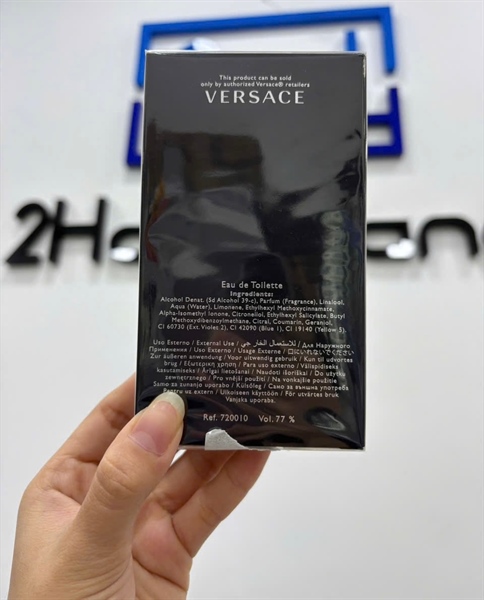 This product can be sold
only by authorized Versace® retailers
VERSACE
2H
an
Eau de Toilette
Ingredients:
Alcohol Denat. (Sd Alcohol 39-c), Parfum (Fragrance), Linalool,
Aqua (Water), Limonene, Ethylhexyl Methoxycinnamate,
Alpha-Isomethyl Ionone, Citronellol, Ethylhexyl Salicylate, Butyl
Methoxydibenzoylmethane, Citral, Coumarin, Geraniol,
CI 60730 (Ext. Violet 2), CI 42090 (Blue 1), CI 19140 (Yellow 5).
Uso Externo / External Use / للاستعمال الخارجي / Для Наружного
Применения / Uso Externo / Usage Externe / 口にいれないでください
Zur äußeren anwendung / Voor uitwendig gebruik / Kun til udvortes
brug / Εξωτερική χρήση / Para uso externo / Välispidiseks
kasutamiseks / Ārīgai lietošanai / Naudoti išoriškai / Do użytku
zewnętrznego / Pro vnější užití / Na vonkajšie použitie
Samo za zunanjo uporabo / Külsőleg / Само за външна употреба
us extern / Ulkoiseen käyttöön / För utvärtes bruk
Vanjska uporaba.
Ref. 720010 Vol. 77 %